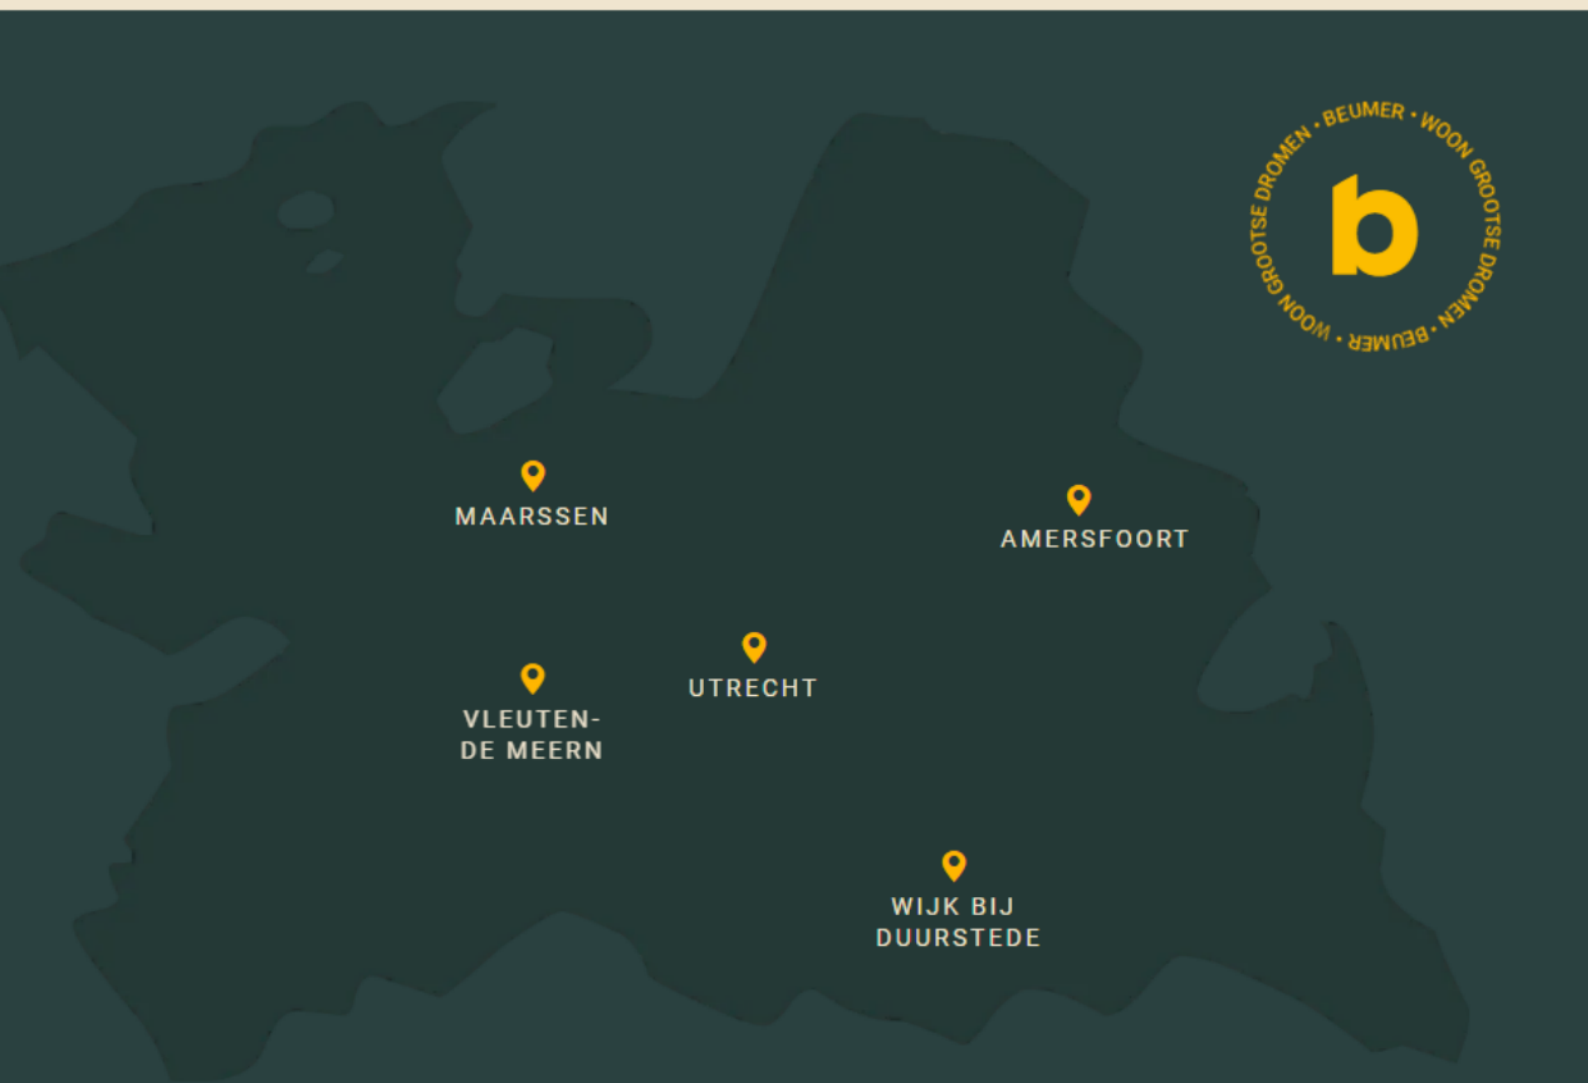 BEUMER • WOON GROOTSE DROMEN • BEUMER • WOON GROOTSE DROMEN •
b
MAARSSEN
AMERSFOORT
UTRECHT
VLEUTEN-
DE MEERN
WIJK BIJ
DUURSTEDE